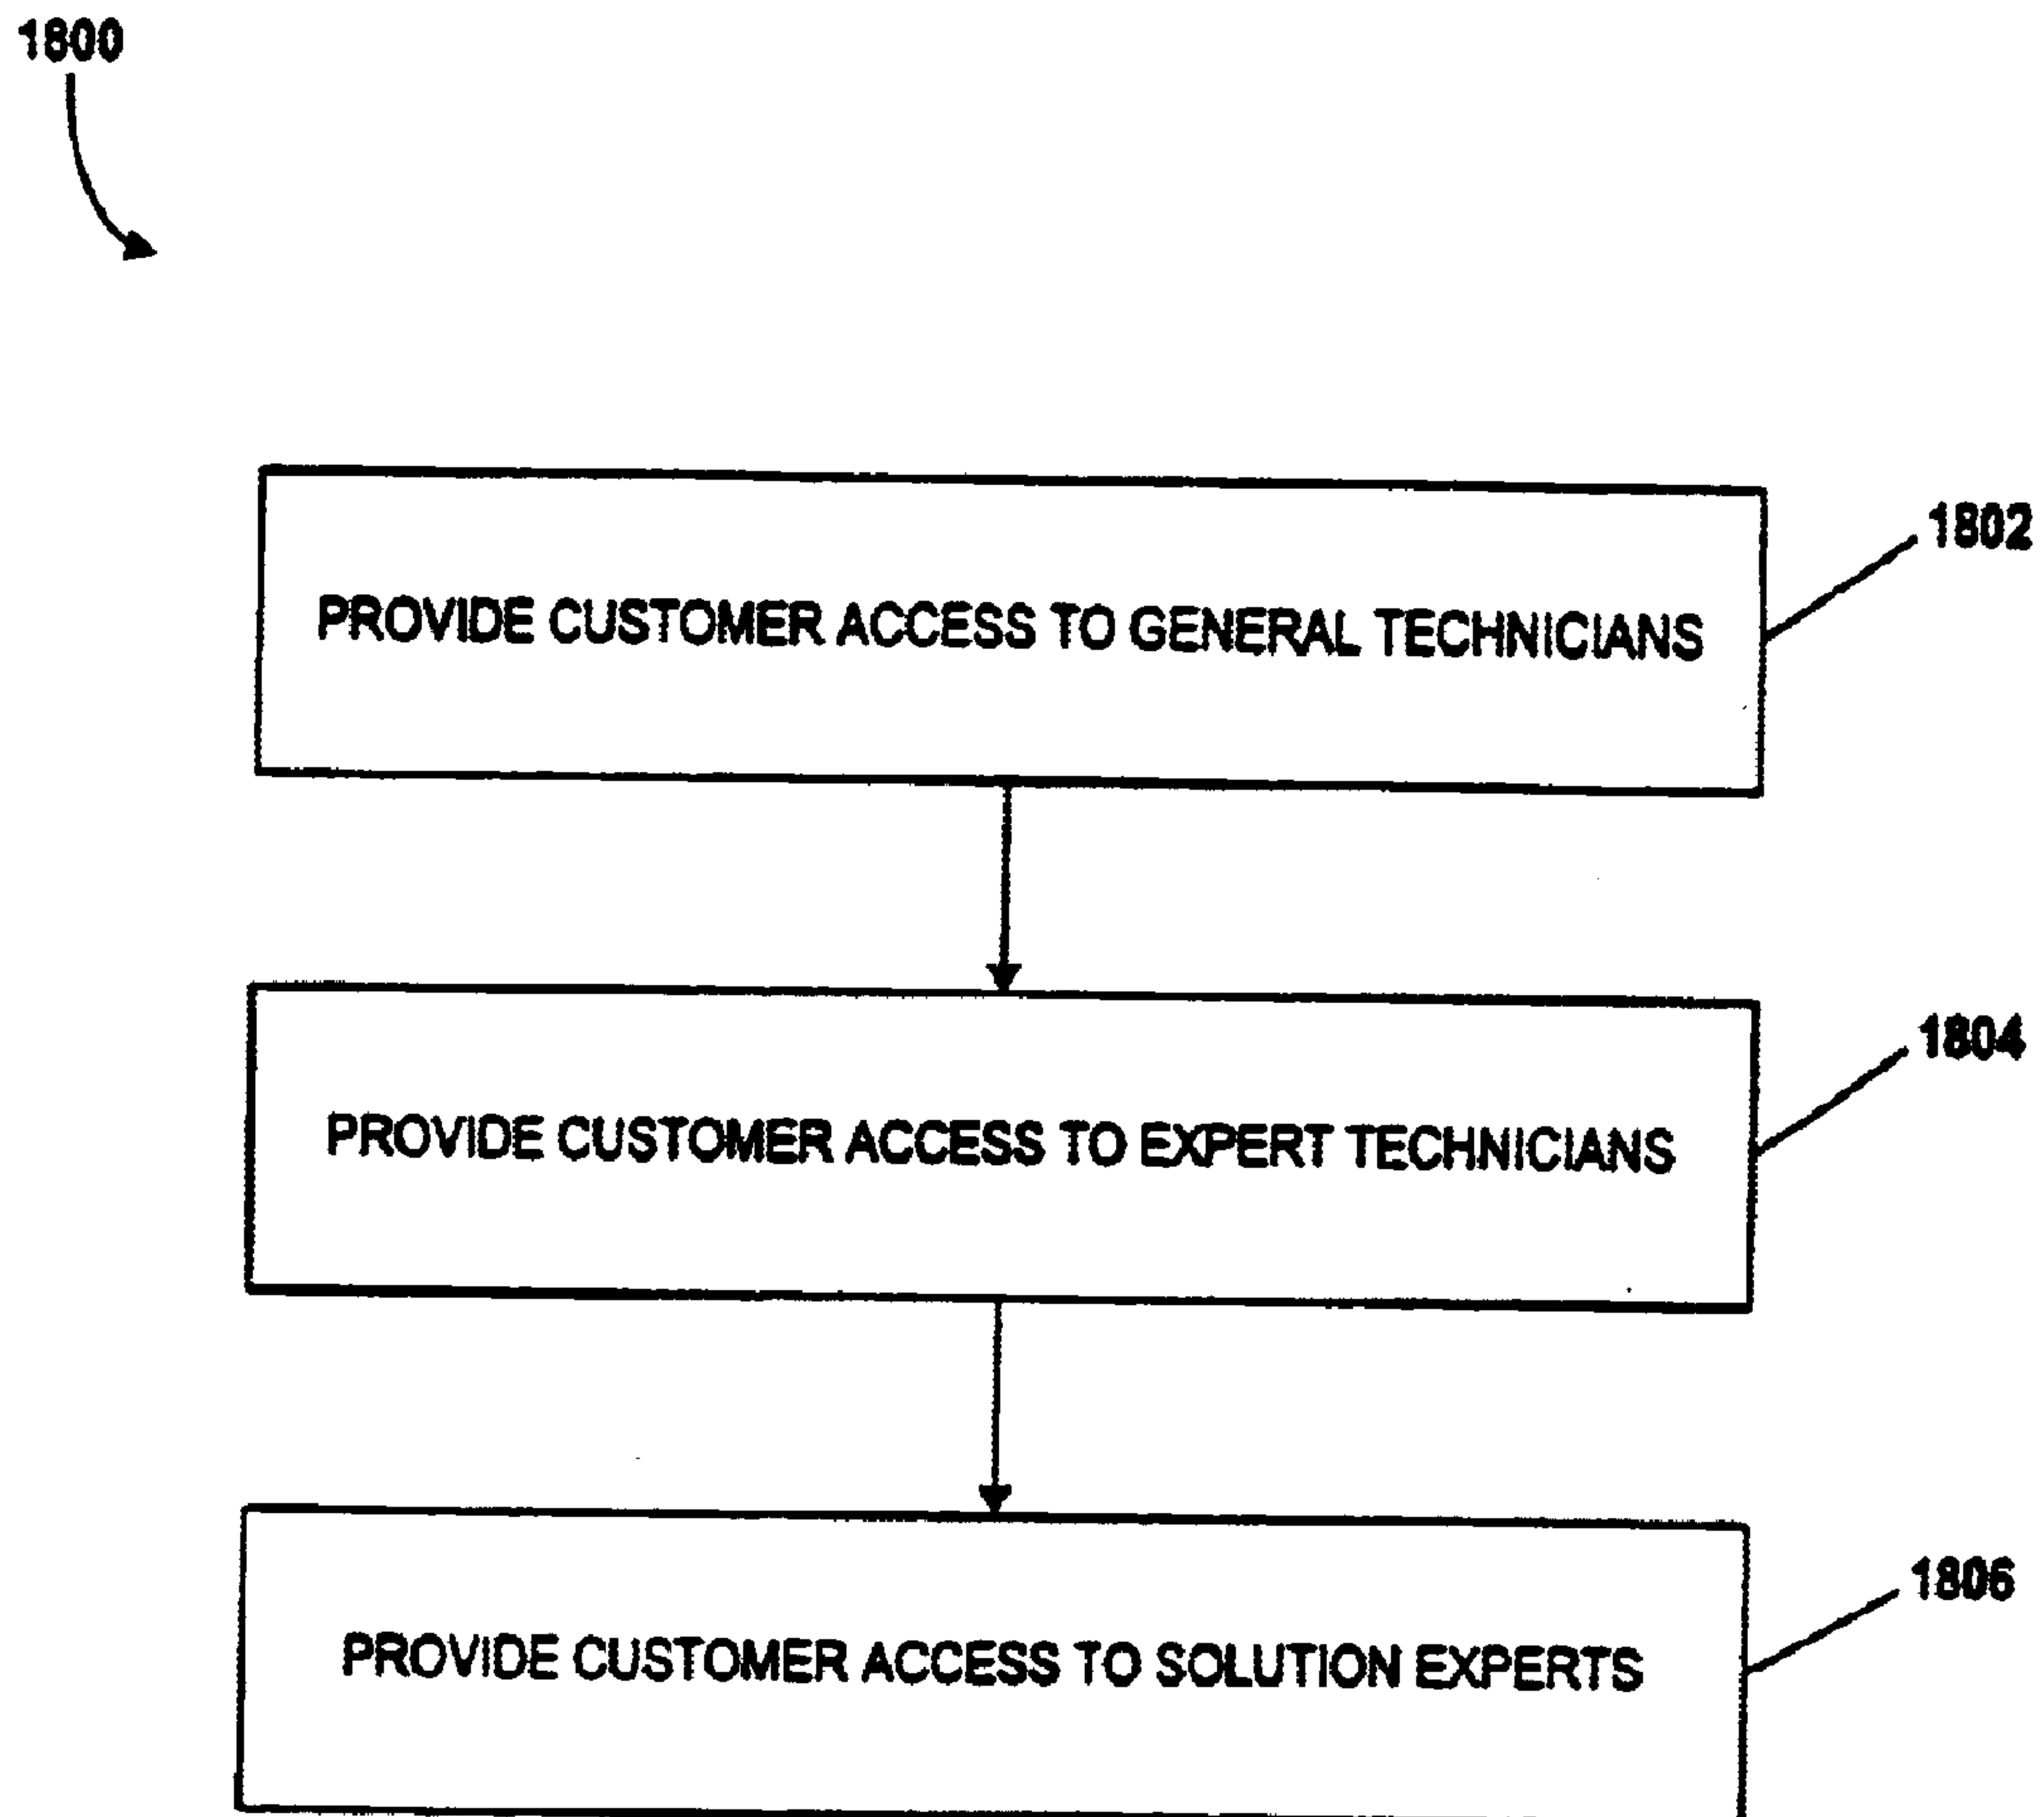 1800
1802
PROVIDE CUSTOMER ACCESS TO GENERAL TECHNICIANS
1804
PROVIDE CUSTOMER ACCESS TO EXPERT TECHNICIANS
1806
PROVIDE CUSTOMER ACCESS TO SOLUTION EXPERTS